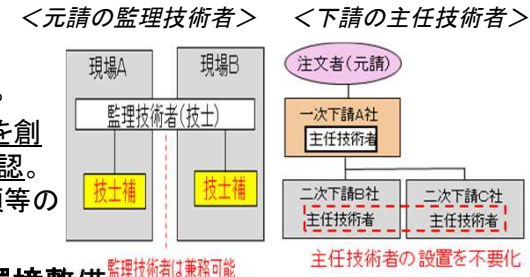 <元請の監理技術者>
<下請の主任技術者>
。
を創
認。
頃等の
現場A
現場B
監理技術者(技士)
技士補
技士補
監理技術者は兼務可能
注文者(元請)
一次下請A社
主任技術者
二次下請B社
主任技術者
二次下請C社
主任技術者
主任技術者の設置を不要化